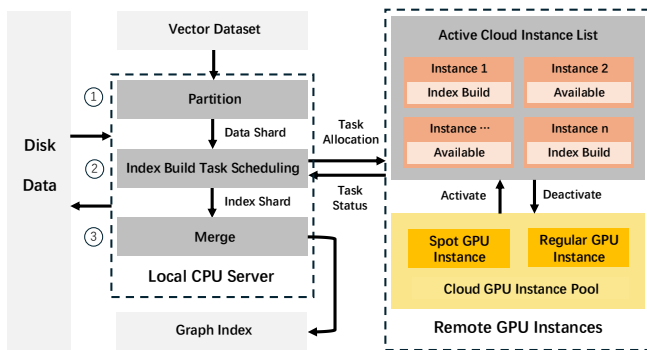 Vector Dataset
Disk
Data
①
Partition
Data Shard
②
Index Build Task Scheduling
Index Shard
③
Merge
Local CPU Server
Graph Index
Task
Allocation
Task
Status
Active Cloud Instance List
Instance 1
Index Build
Instance 2
Available
Instance ⋯
Available
Instance n
Index Build
Activate
Deactivate
Spot GPU
Instance
Regular GPU
Instance
Cloud GPU Instance Pool
Remote GPU Instances